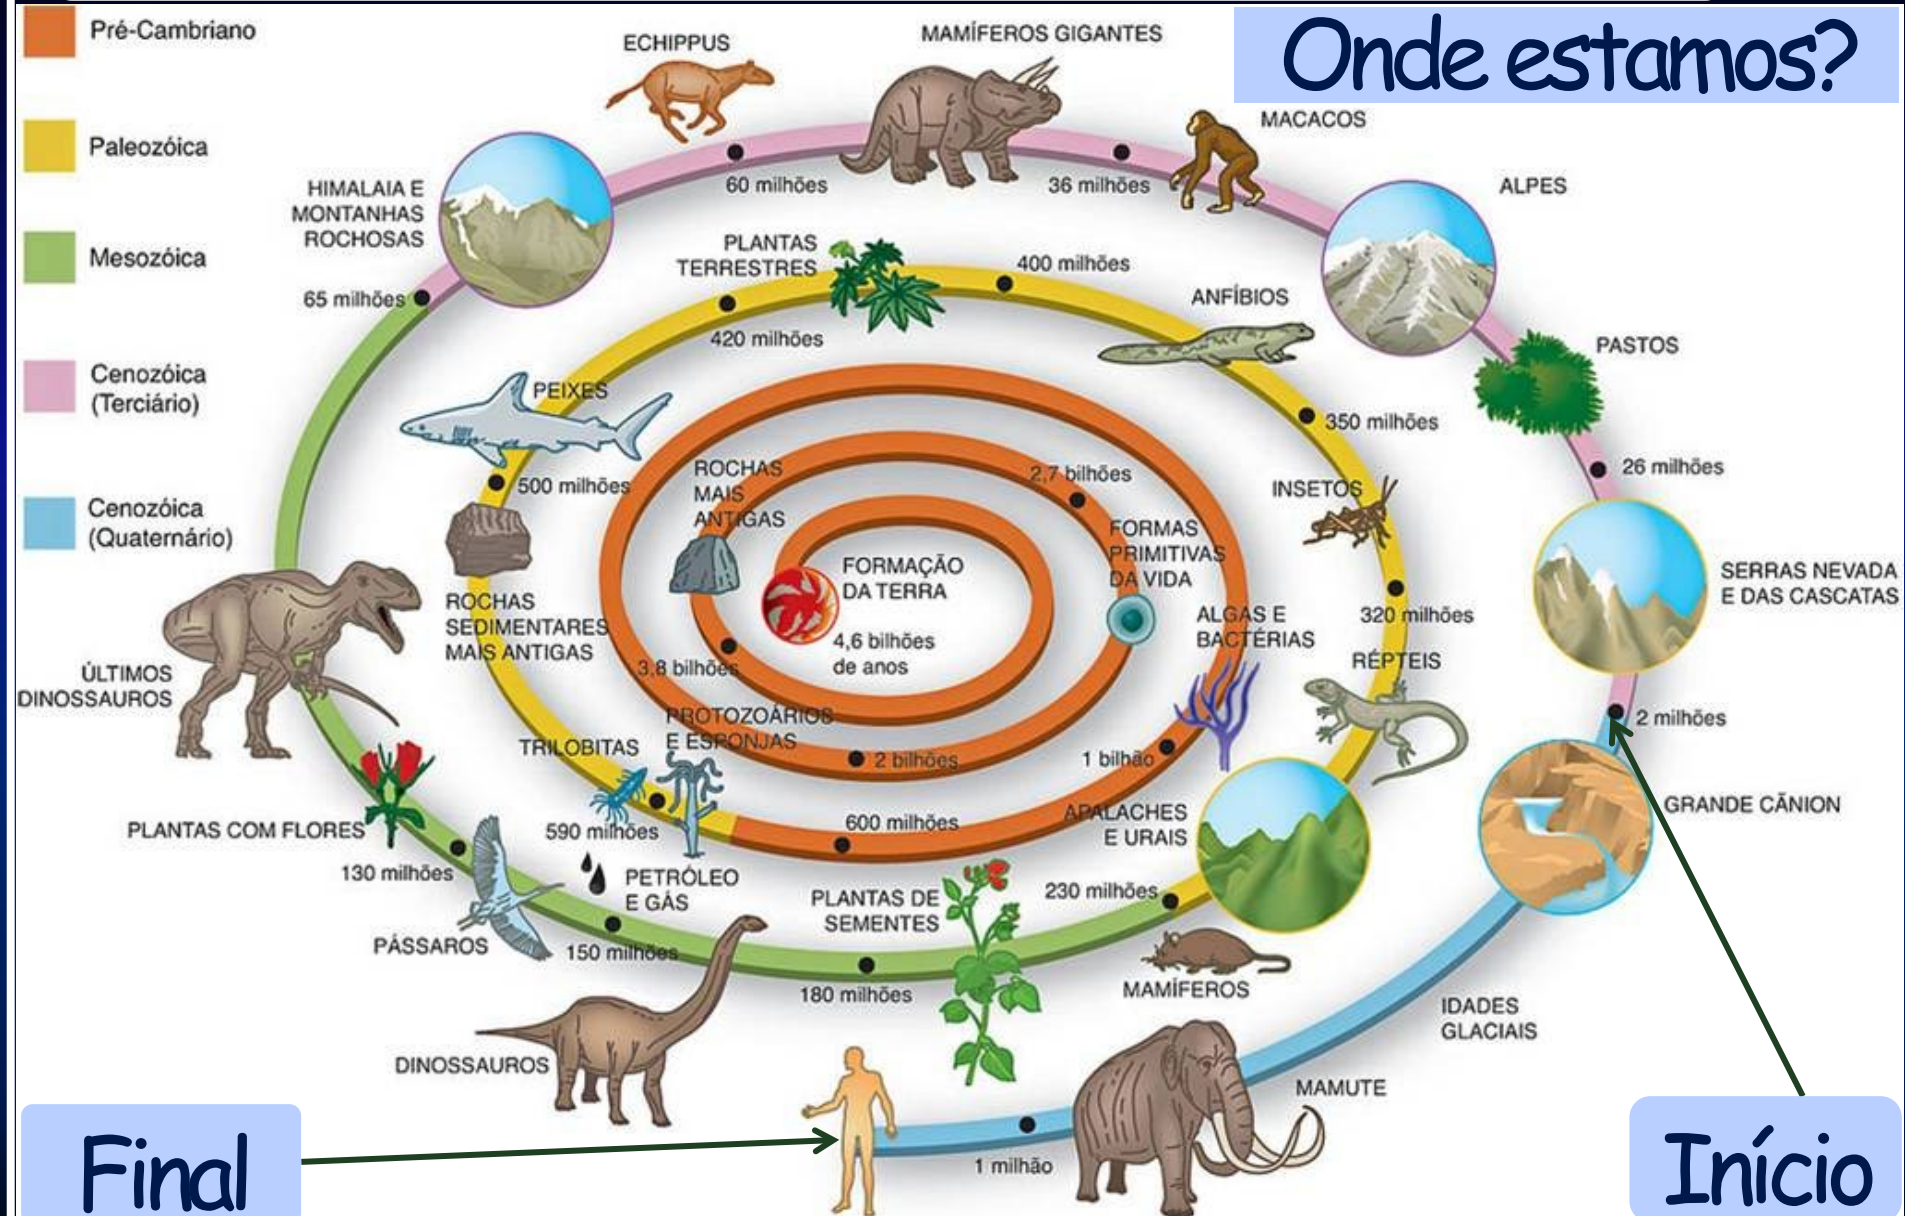 Onde estamos?
Pré-Cambriano
Paleozóica
Mesozóica
Cenozóica
(Terciário)
Cenozóica
(Quaternário)
ECHIPPUS
MAMÍFEROS GIGANTES
MACACOS
60 milhões
36 milhões
HIMALAIA E
MONTANHAS
ROCHOSAS
ALPES
65 milhões
PLANTAS
TERRESTRES
400 milhões
420 milhões
ANFÍBIOS
PASTOS
PEIXES
350 milhões
26 milhões
500 milhões
ROCHAS
MAIS
ANTIGAS
2,7 bilhões
INSETOS
FORMAS
PRIMITIVAS
DA VIDA
FORMAÇÃO
DA TERRA
4,6 bilhões
de anos
3,8 bilhões
ROCHAS
SEDIMENTARES
MAIS ANTIGAS
ALGAS E
BACTÉRIAS
320 milhões
RÉPTEIS
SERRAS NEVADA
E DAS CASCATAS
ÚLTIMOS
DINOSSAUROS
2 milhões
PROTOZOÁRIOS
E ESPONJAS
TRILOBITAS
2 bilhões
1 bilhão
590 milhões
600 milhões
APALACHES
E URAIS
GRANDE CÃNION
PLANTAS COM FLORES
130 milhões
PETRÓLEO
E GÁS
PLANTAS DE
SEMENTES
230 milhões
PÁSSAROS
150 milhões
180 milhões
MAMÍFEROS
IDADES
GLACIAIS
DINOSSAUROS
MAMUTE
1 milhão
Final
Início